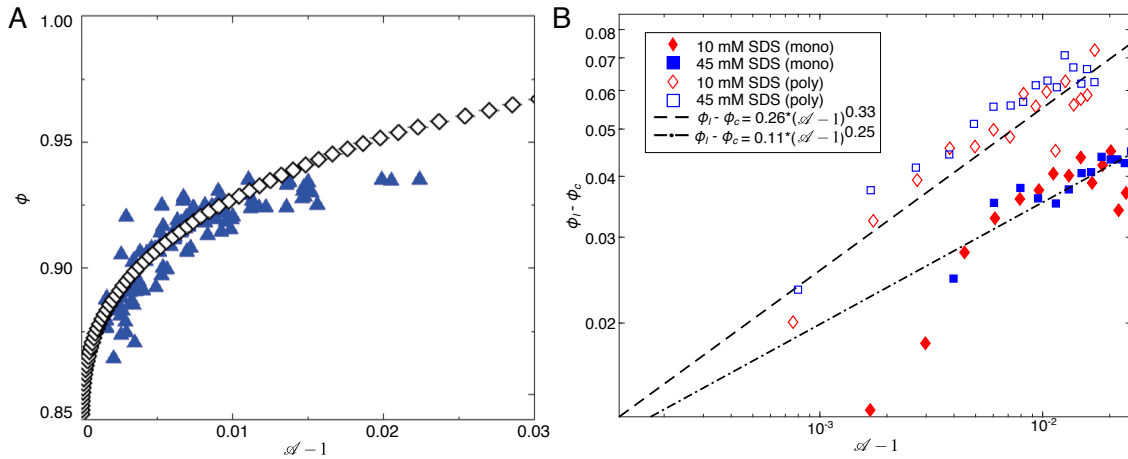 A
1.00
0.95
0.90
0.85
ϕ
0
0.01
0.02
0.03
𝒜 − 1
B
0.08
0.07
0.06
0.05
0.04
0.03
0.02
ϕl - ϕc
10 mM SDS (mono)
45 mM SDS (mono)
10 mM SDS (poly)
45 mM SDS (poly)
ϕl - ϕc = 0.26*(𝒜 − 1)^0.33
ϕl - ϕc = 0.11*(𝒜 − 1)^0.25
10^-3
10^-2
𝒜 − 1